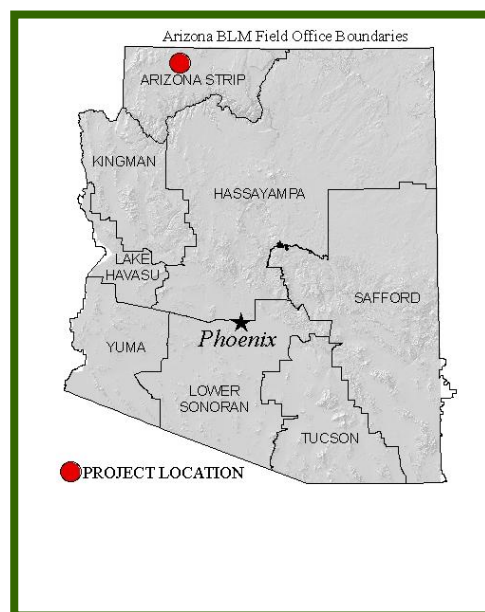 Arizona BLM Field Office Boundaries
ARIZONA STRIP
KINGMAN
HASSAYAMPA
LAKE
HAVASU
SAFFORD
YUMA
Phoenix
LOWER
SONORAN
TUCSON
PROJECT LOCATION